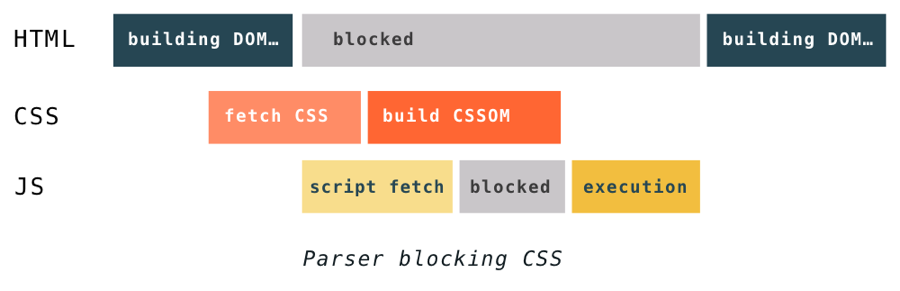 HTML building DOM… blocked building DOM…
CSS fetch CSS build CSSOM
JS script fetch blocked execution
Parser blocking CSS